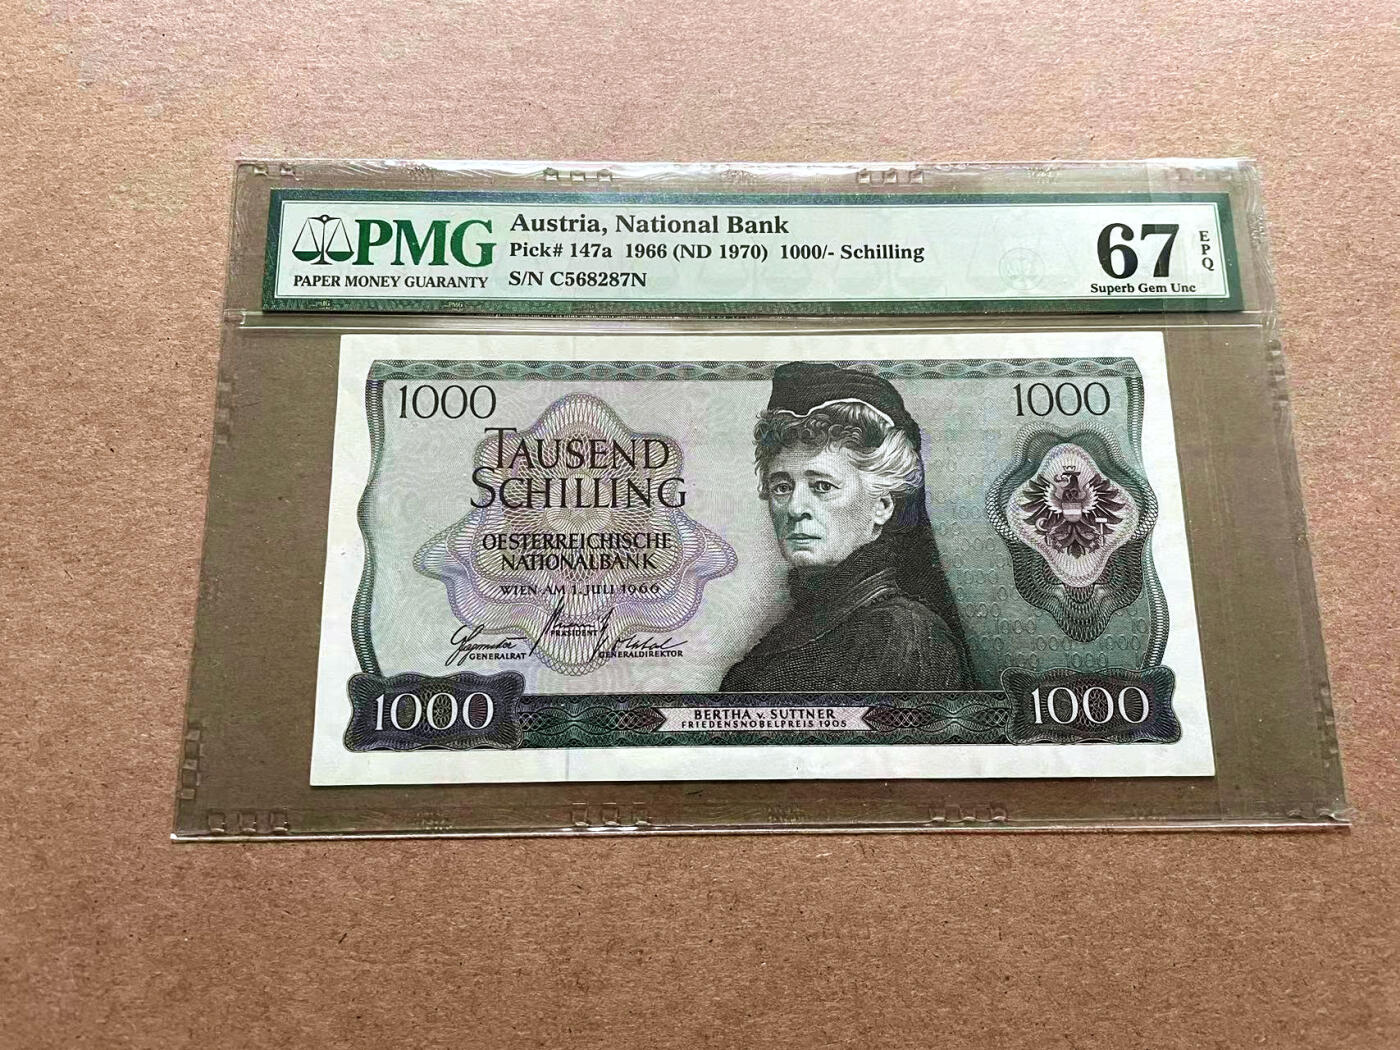 PMG
PAPER MONEY GUARANTY
Austria, National Bank
Pick# 147a 1966 (ND 1970) 1000/- Schilling
S/N C568287N
67
EPQ
Superb Gem Unc
1000
1000
TAUSEND
SCHILLING
OESTERREICHISCHE
NATIONALBANK
WIEN AM 1. JULI 1966
PRÄSIDENT
GENERALRAT
GENERALDIREKTOR
1000
BERTHA v. SUTTNER
FRIEDENSNOBELPREIS 1905
1000